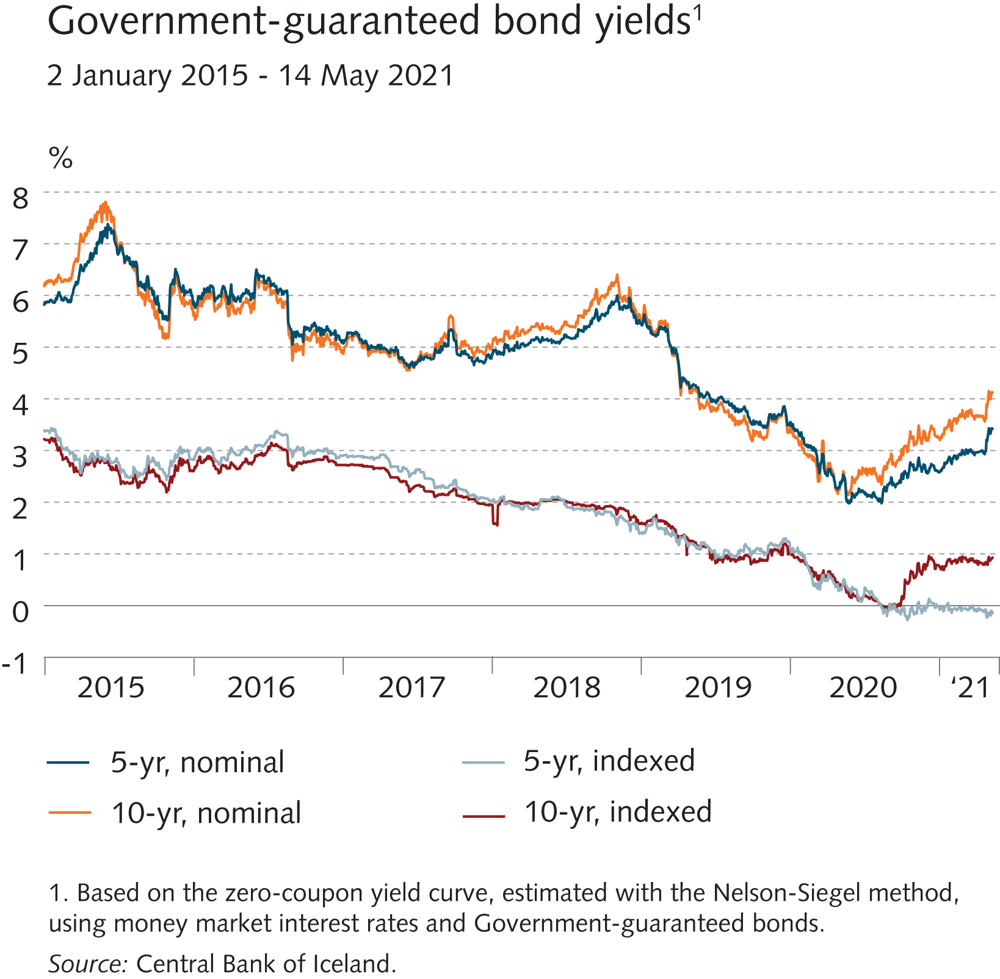 Government-guaranteed bond yields¹
2 January 2015 - 14 May 2021
%
8
7
6
5
4
3
2
1
0
-1
2015 2016 2017 2018 2019 2020 ‘21
5-yr, nominal 5-yr, indexed
10-yr, nominal 10-yr, indexed
1. Based on the zero-coupon yield curve, estimated with the Nelson-Siegel method,
using money market interest rates and Government-guaranteed bonds.
Source: Central Bank of Iceland.